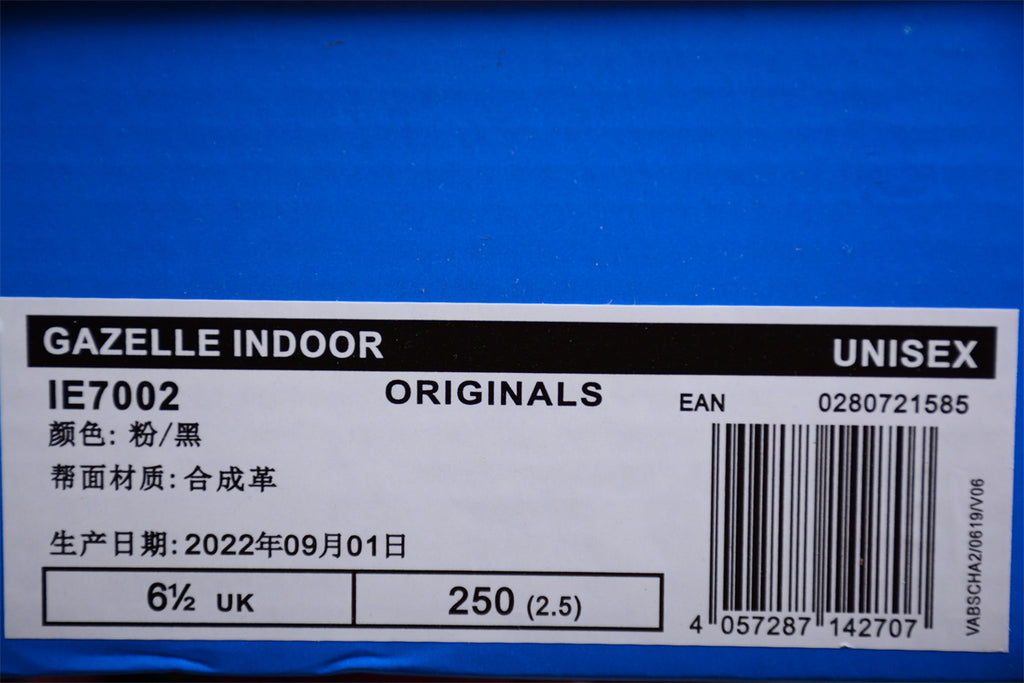 GAZELLE INDOOR UNISEX
IE7002 ORIGINALS EAN 0280721585
颜色: 粉/黑
帮面材质: 合成革
生产日期: 2022年09月01日
6½ UK 250 (2.5)
4 057287 142707
VABSCHA2/0619/V06